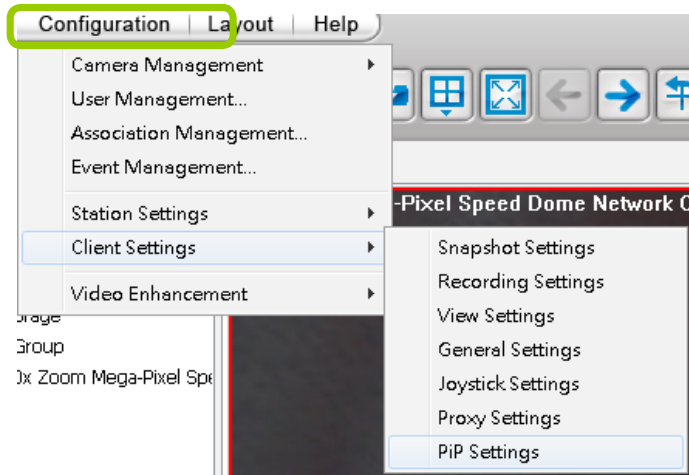 Configuration Layout Help
Camera Management
User Management...
Association Management...
Event Management...
-Pixel Speed Dome Network
Station Settings
Client Settings
Snapshot Settings
Recording Settings
Video Enhancement
View Settings
Group
General Settings
0x Zoom Mega-Pixel Spe
Joystick Settings
Proxy Settings
PiP Settings